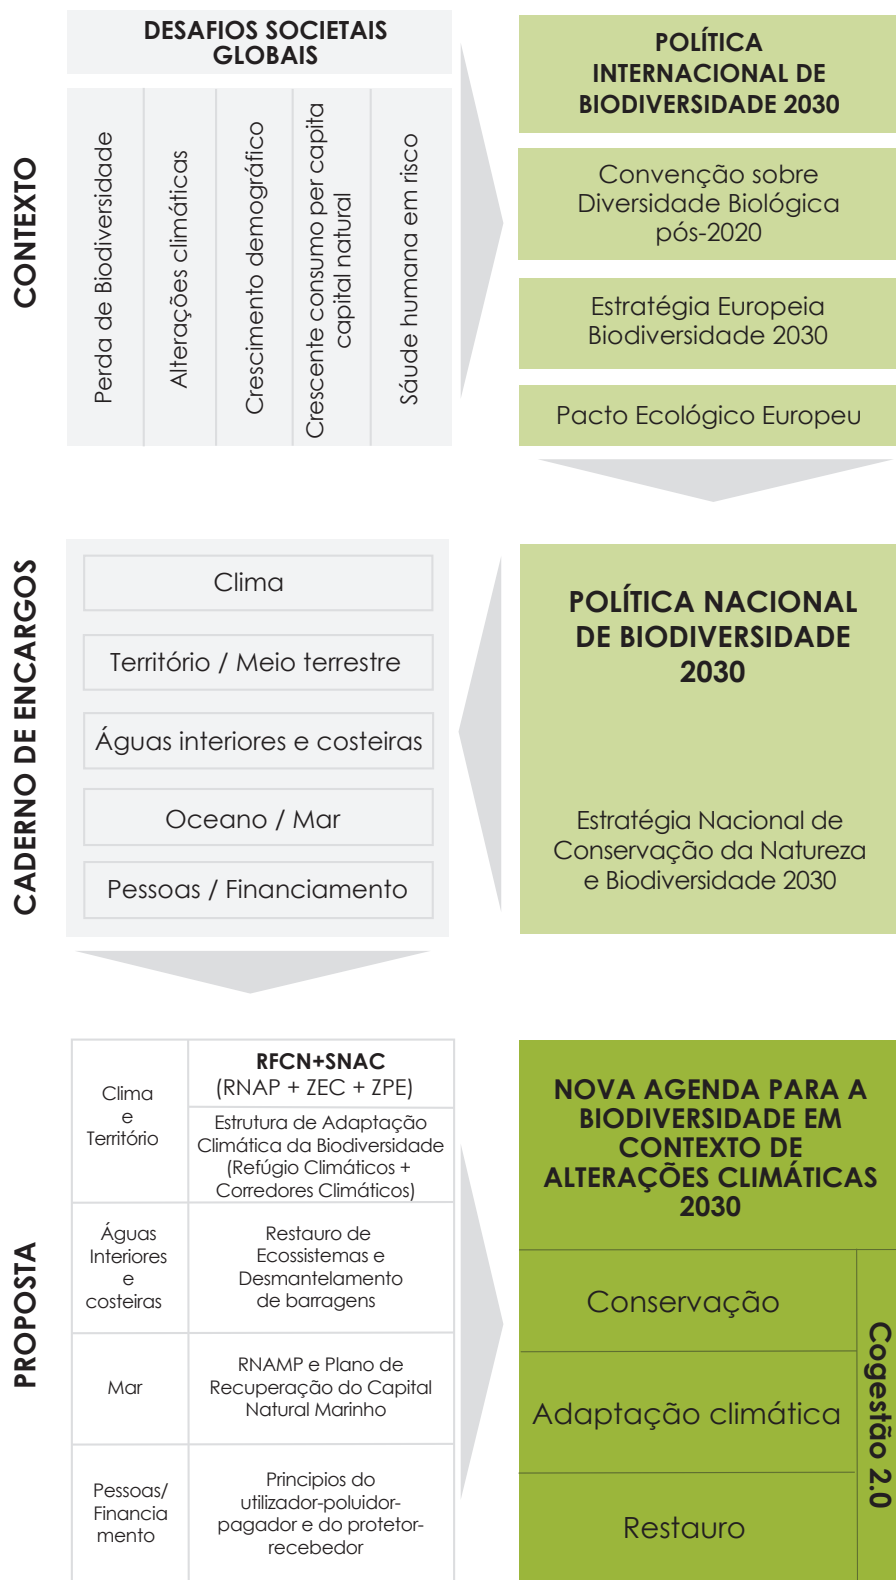 CONTEXTO
DESAFIOS SOCIETAIS
GLOBAIS
Perda de Biodiversidade
Alterações climáticas
Crescimento demográfico
Crescente consumo per capita
capital natural
Sáude humana em risco
POLÍTICA
INTERNACIONAL DE
BIODIVERSIDADE 2030
Convenção sobre
Diversidade Biológica
pós-2020
Estratégia Europeia
Biodiversidade 2030
Pacto Ecológico Europeu
CADERNO DE ENCARGOS
Clima
Território / Meio terrestre
Águas interiores e costeiras
Oceano / Mar
Pessoas / Financiamento
POLÍTICA NACIONAL
DE BIODIVERSIDADE
2030
Estratégia Nacional de
Conservação da Natureza
e Biodiversidade 2030
PROPOSTA
Clima
e
Território
RFCN+SNAC
(RNAP + ZEC + ZPE)
Estrutura de Adaptação
Climática da Biodiversidade
(Refúgio Climáticos +
Corredores Climáticos)
Águas
Interiores
e
costeiras
Restauro de
Ecossistemas e
Desmantelamento
de barragens
Mar
RNAMP e Plano de
Recuperação do Capital
Natural Marinho
Pessoas/
Financia
mento
Principios do
utilizador-poluidor-
pagador e do protetor-
recebedor
NOVA AGENDA PARA A
BIODIVERSIDADE EM
CONTEXTO DE
ALTERAÇÕES CLIMÁTICAS
2030
Conservação
Adaptação climática
Restauro
Cogestão 2.0